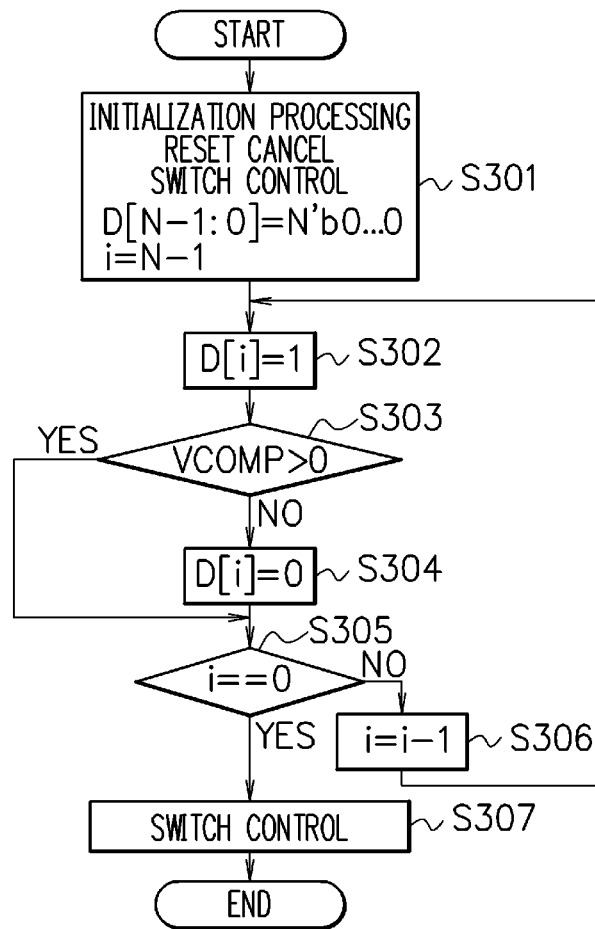 START
INITIALIZATION PROCESSING
RESET CANCEL
SWITCH CONTROL
D[N-1:0]=N'b0...0
i=N-1
S301
D[i]=1
S302
S303
YES
VCOMP>0
NO
D[i]=0
S304
S305
i==0
NO
YES
i=i-1
S306
SWITCH CONTROL
S307
END